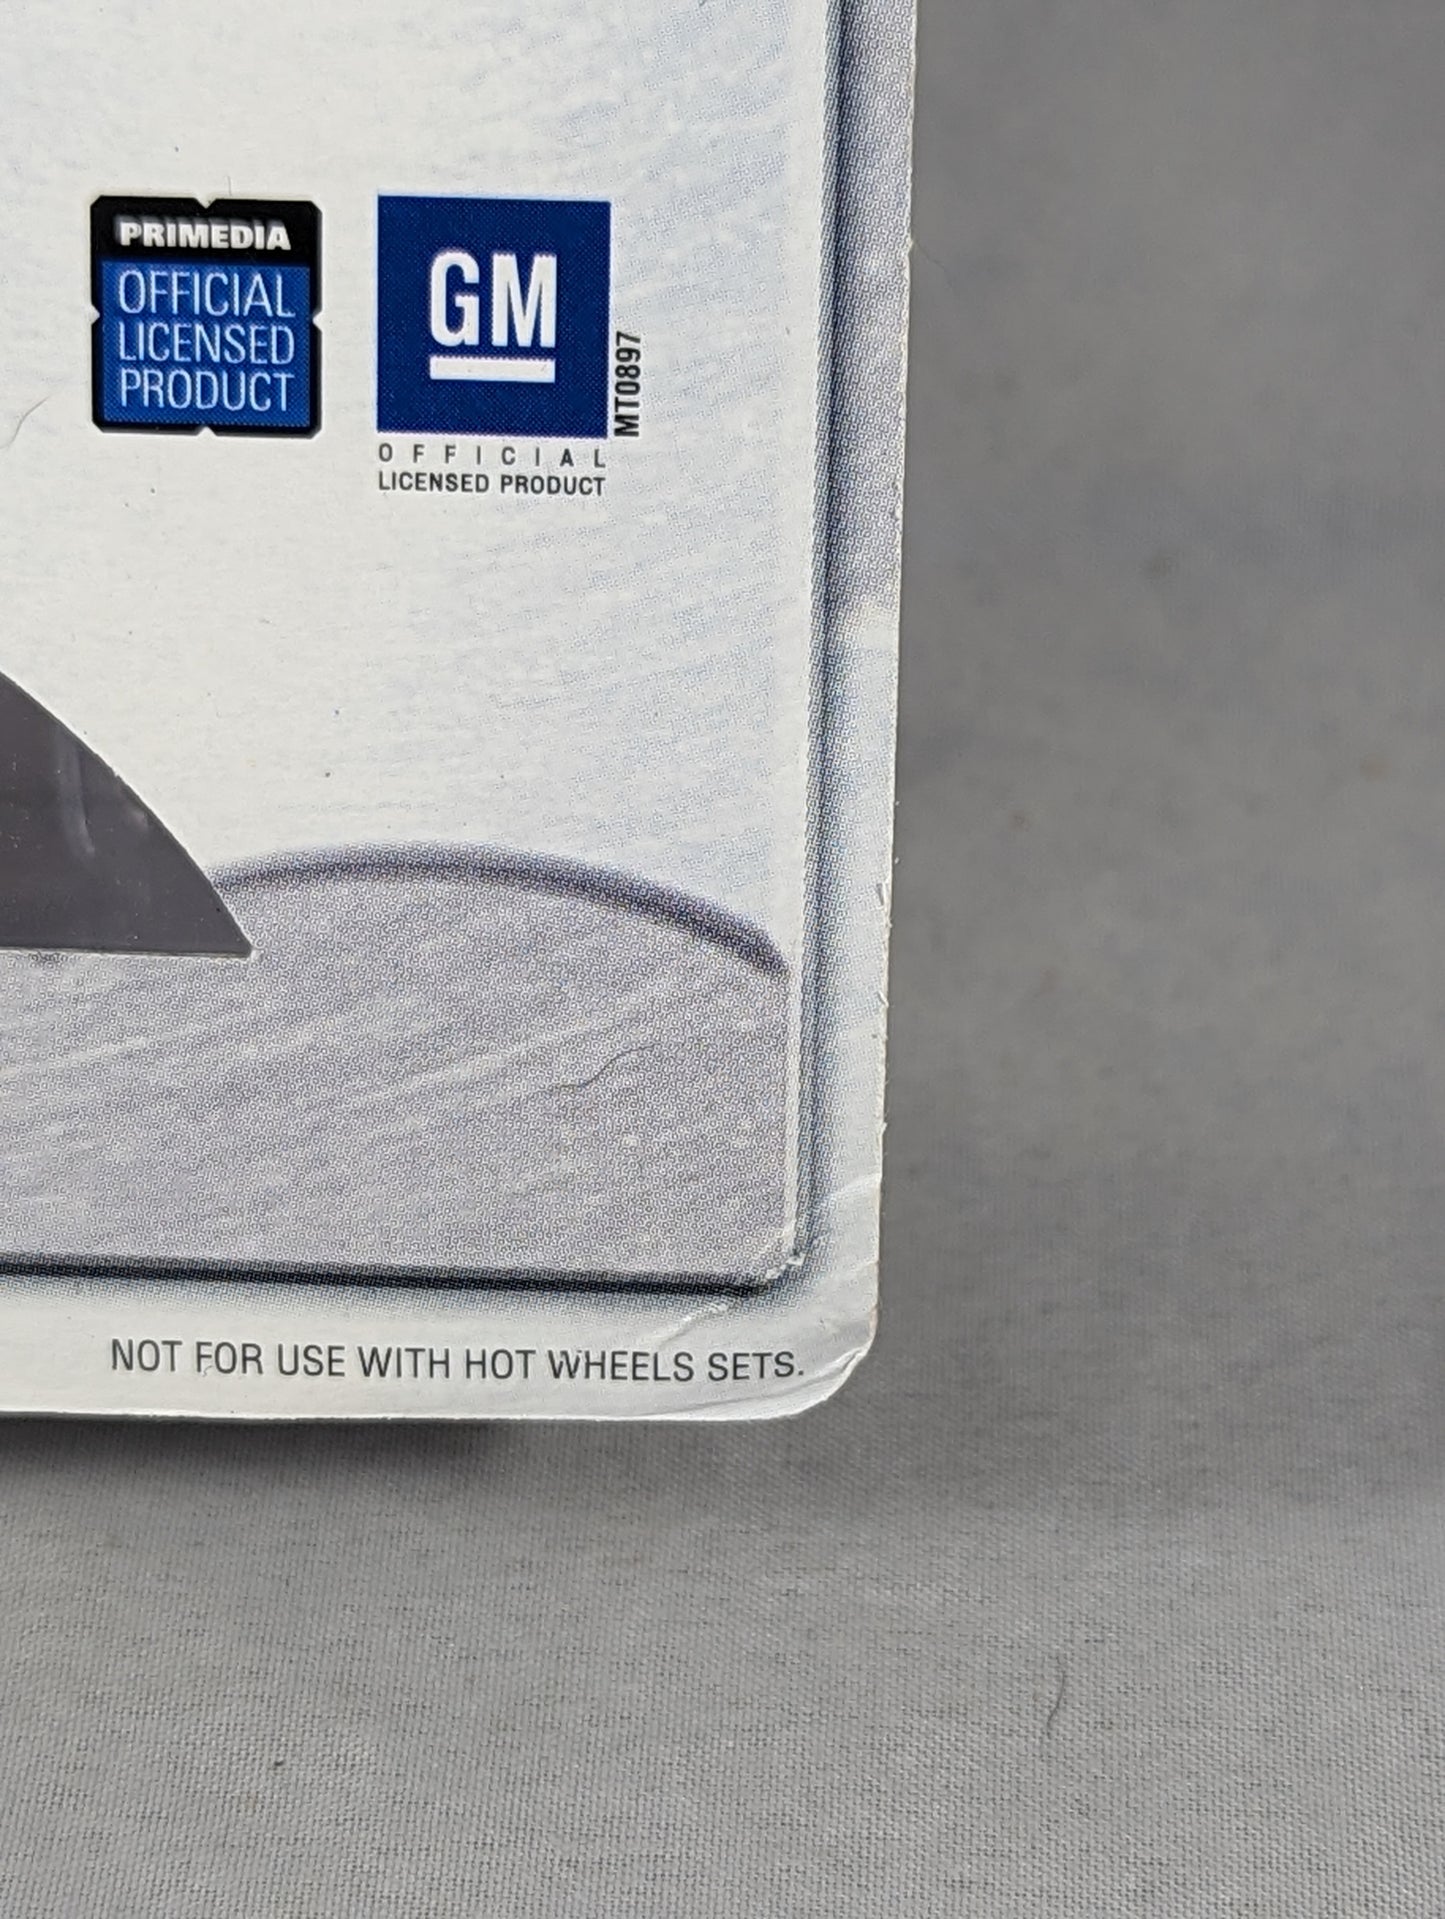 PRIMEDIA
OFFICIAL
LICENSED
PRODUCT
GM
MT0897
OFFICIAL
LICENSED PRODUCT
NOT FOR USE WITH HOT WHEELS SETS.